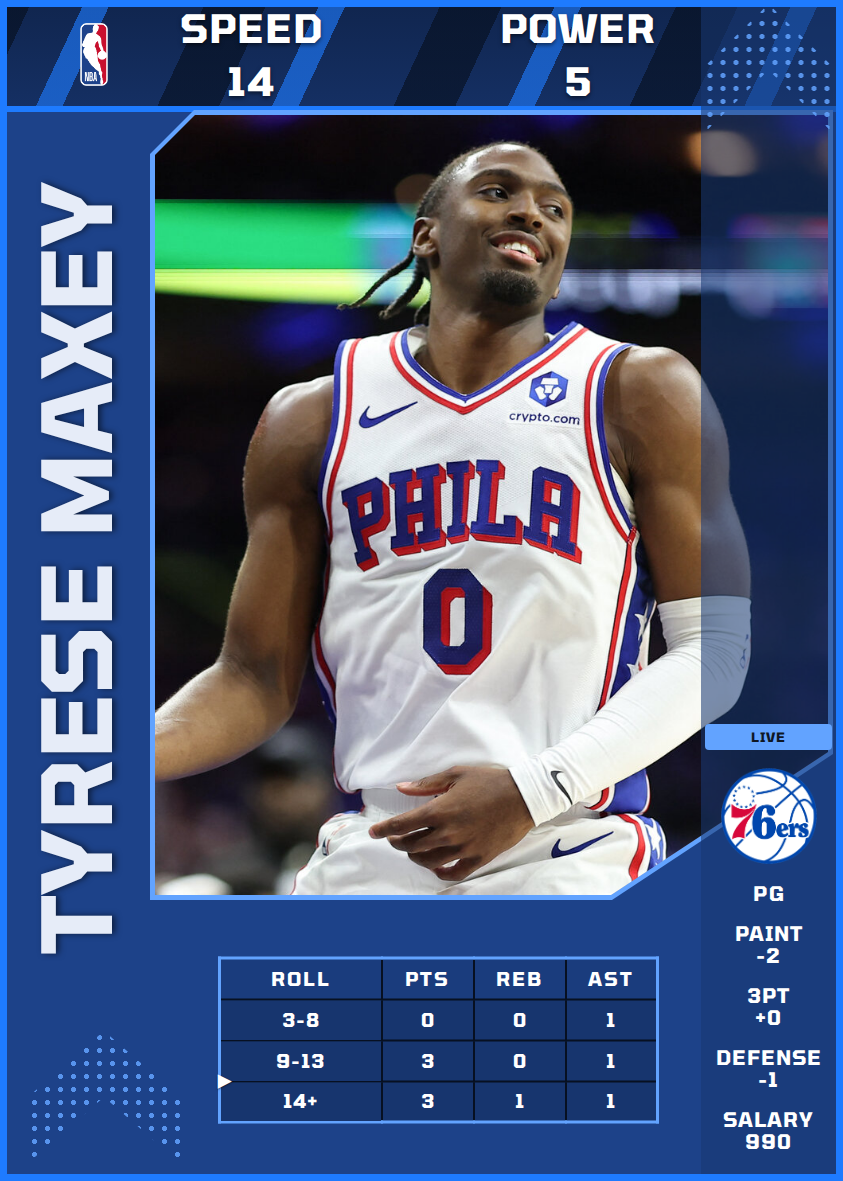 SPEED POWER
NBA
14 5
TYRESE MAXEY
crypto.com
PHILA
0
LIVE
76ers
PG
PAINT
-2
3PT
+0
DEFENSE
-1
SALARY
990
ROLL PTS REB AST
3-8 0 0 1
9-13 3 0 1
14+ 3 1 1